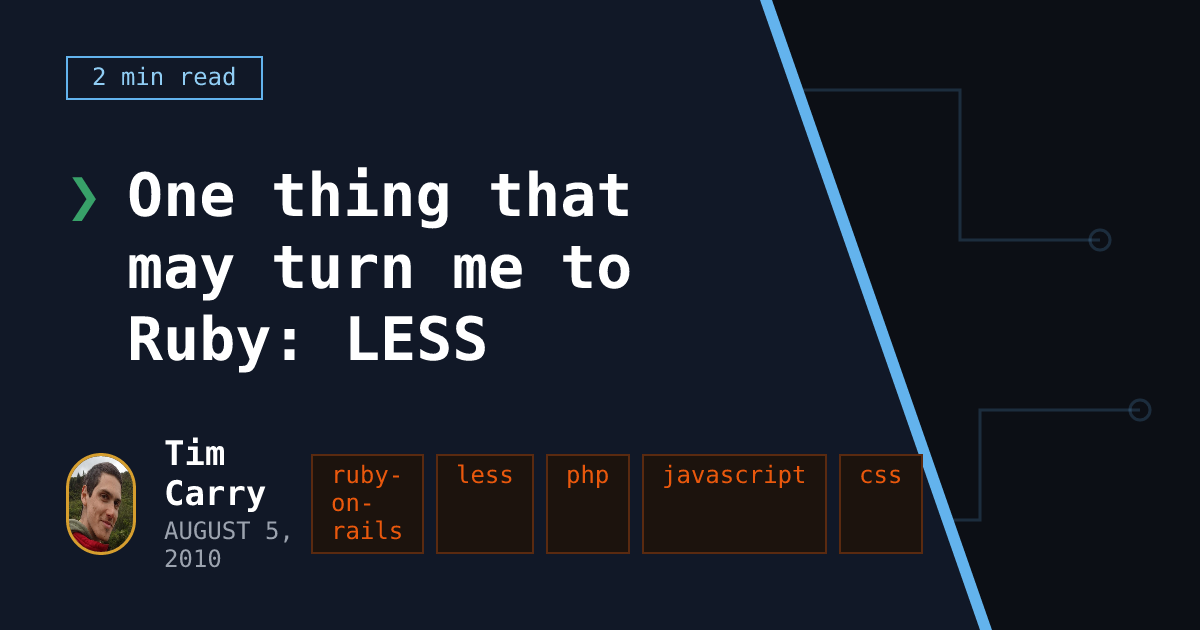 2 min read
❯ One thing that
may turn me to
Ruby: LESS
Tim
Carry
AUGUST 5,
2010
ruby-
on-
rails
less
php
javascript
css